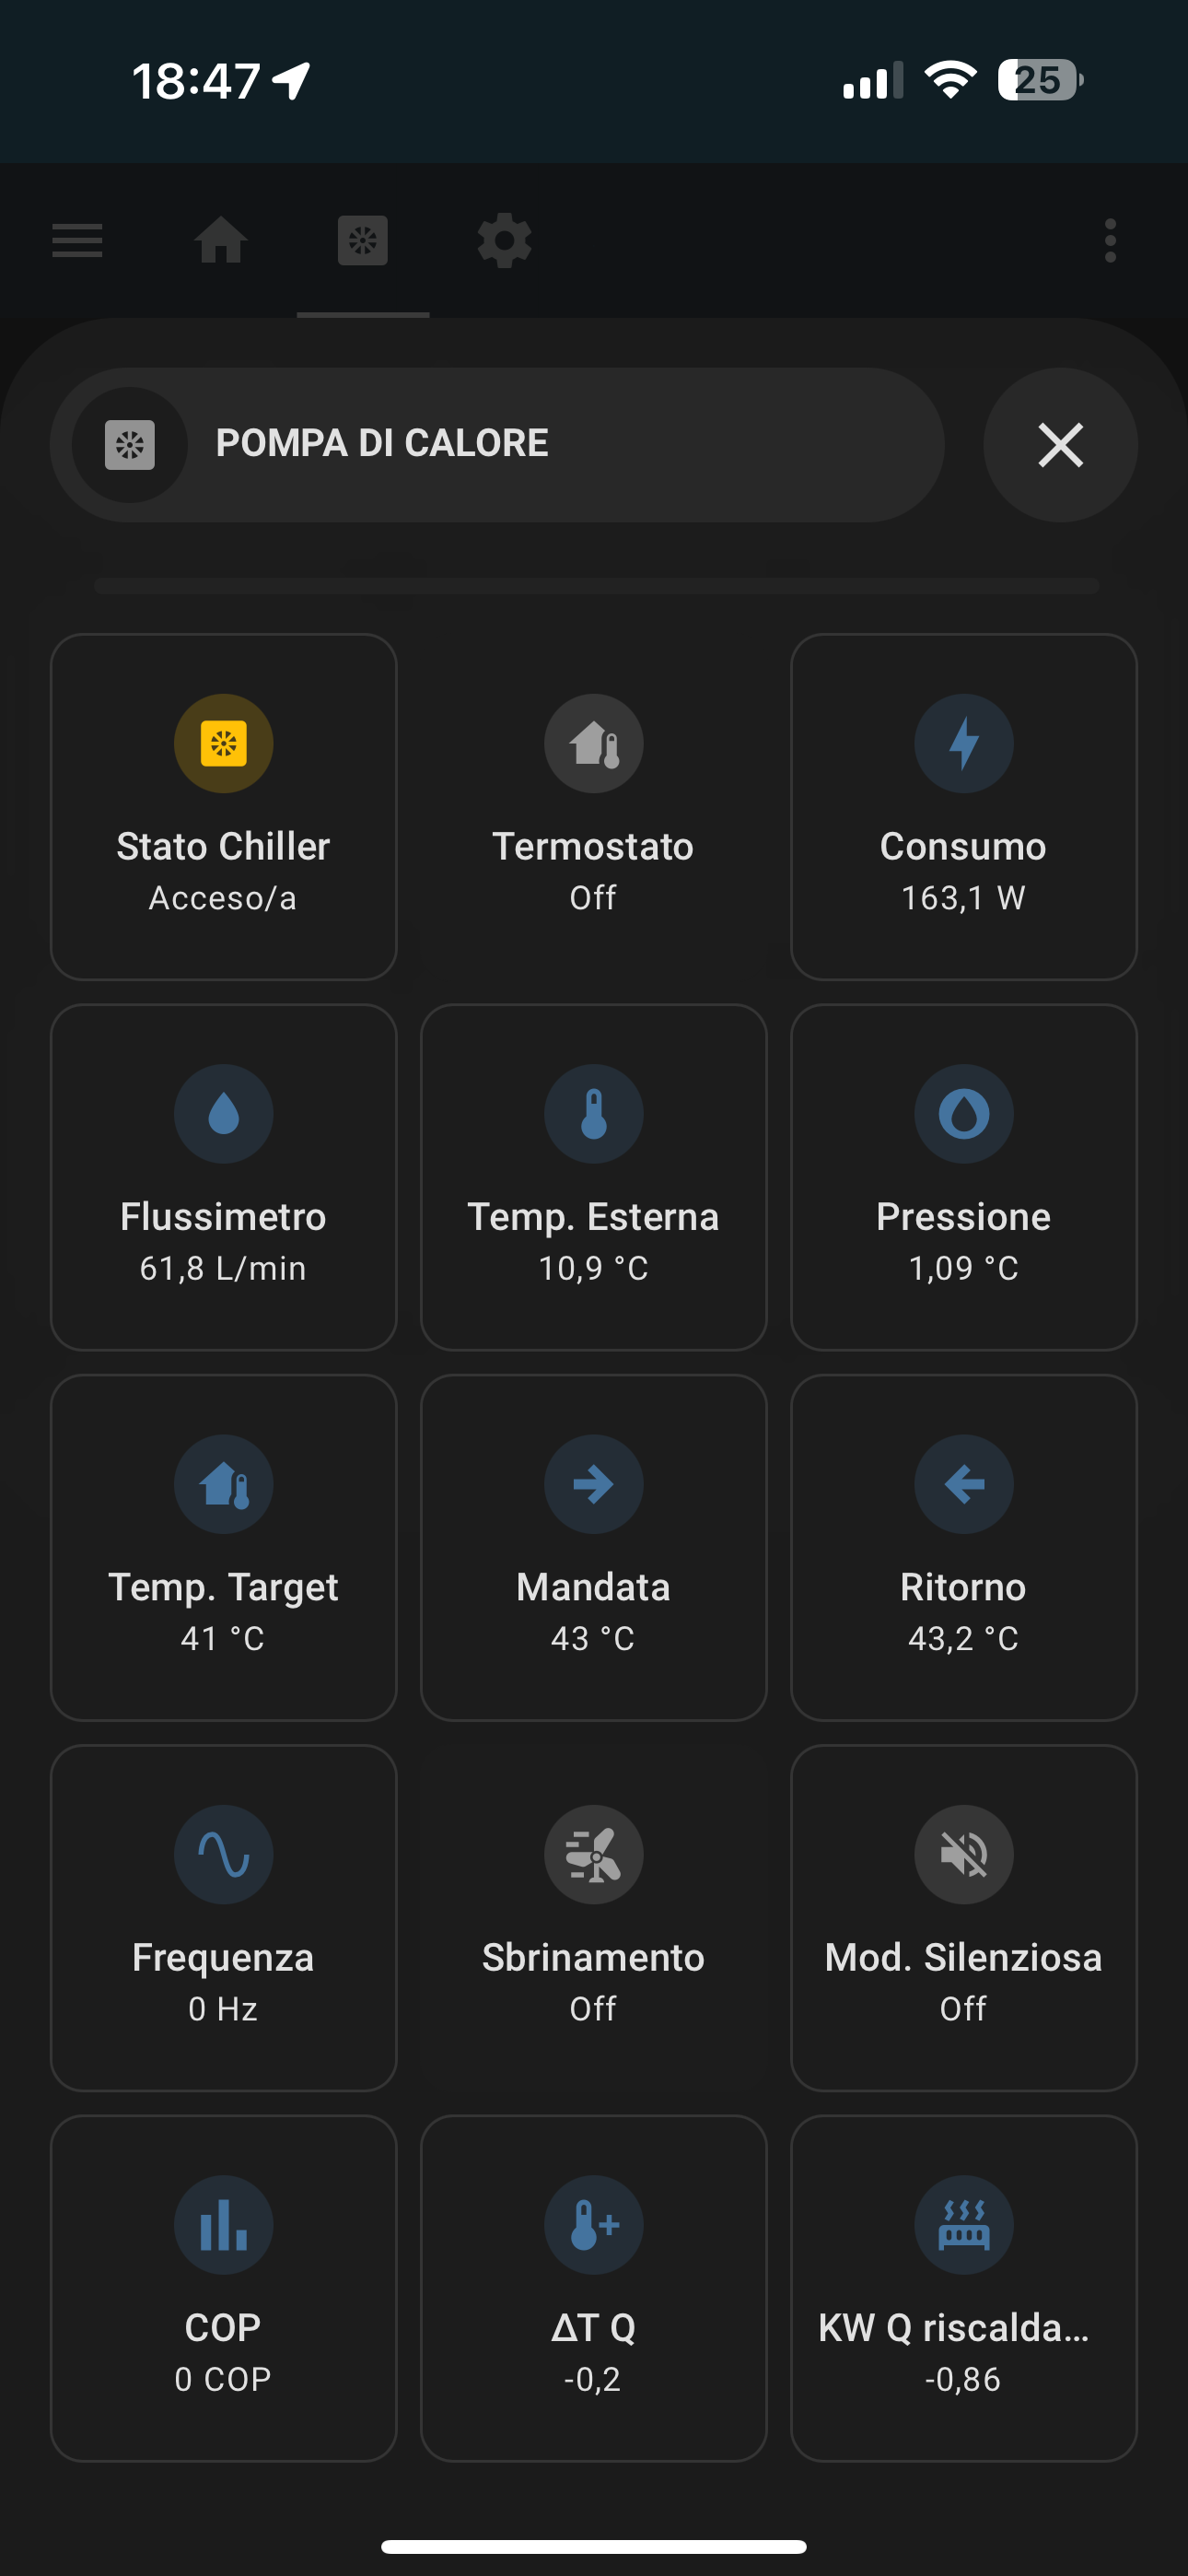 18:47
25
POMPA DI CALORE
Stato Chiller
Acceso/a
Termostato
Off
Consumo
163,1 W
Flussimetro
61,8 L/min
Temp. Esterna
10,9 °C
Pressione
1,09 °C
Temp. Target
41 °C
Mandata
43 °C
Ritorno
43,2 °C
Frequenza
0 Hz
Sbrinamento
Off
Mod. Silenziosa
Off
COP
0 COP
ΔT Q
-0,2
KW Q riscalda...
-0,86